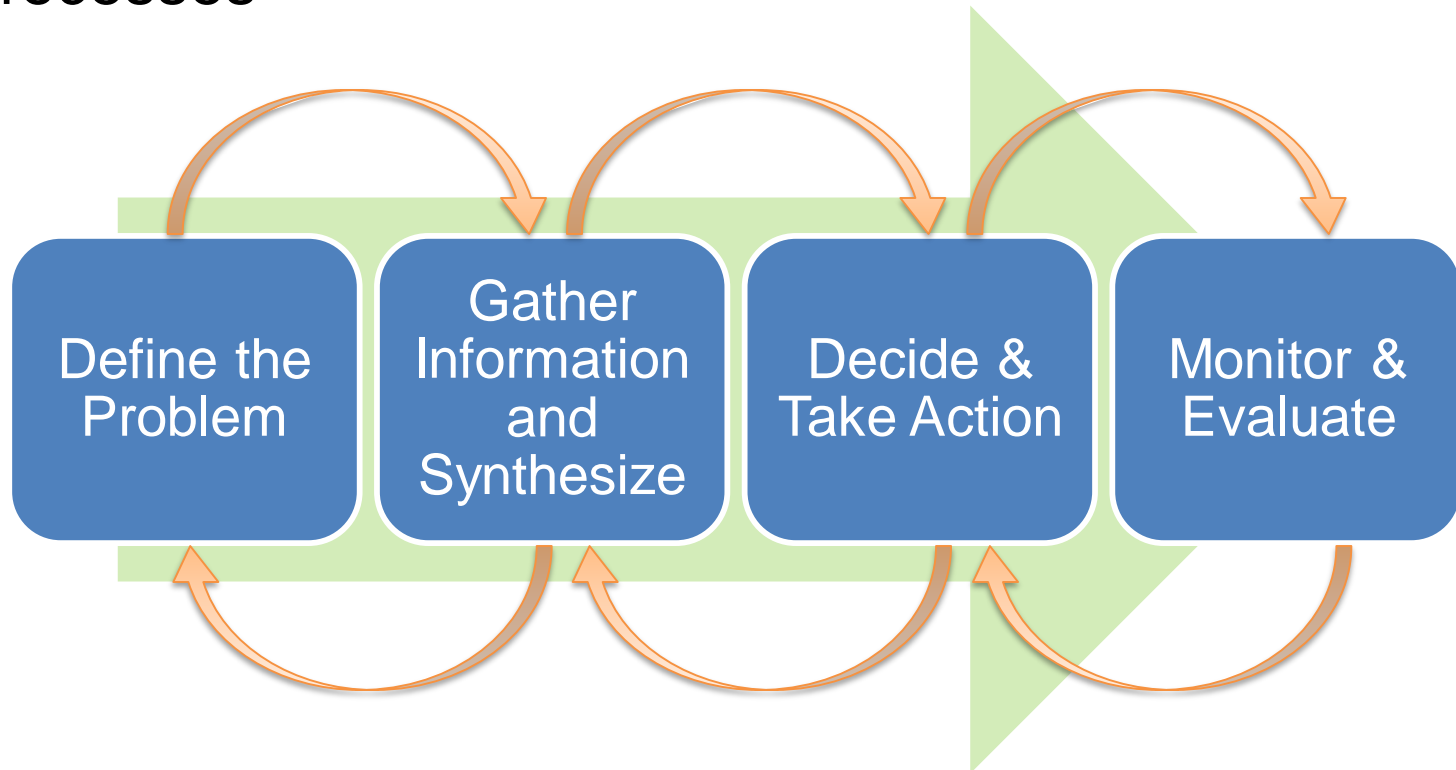 Define the
Problem
Gather
Information
and
Synthesize
Decide &
Take Action
Monitor &
Evaluate